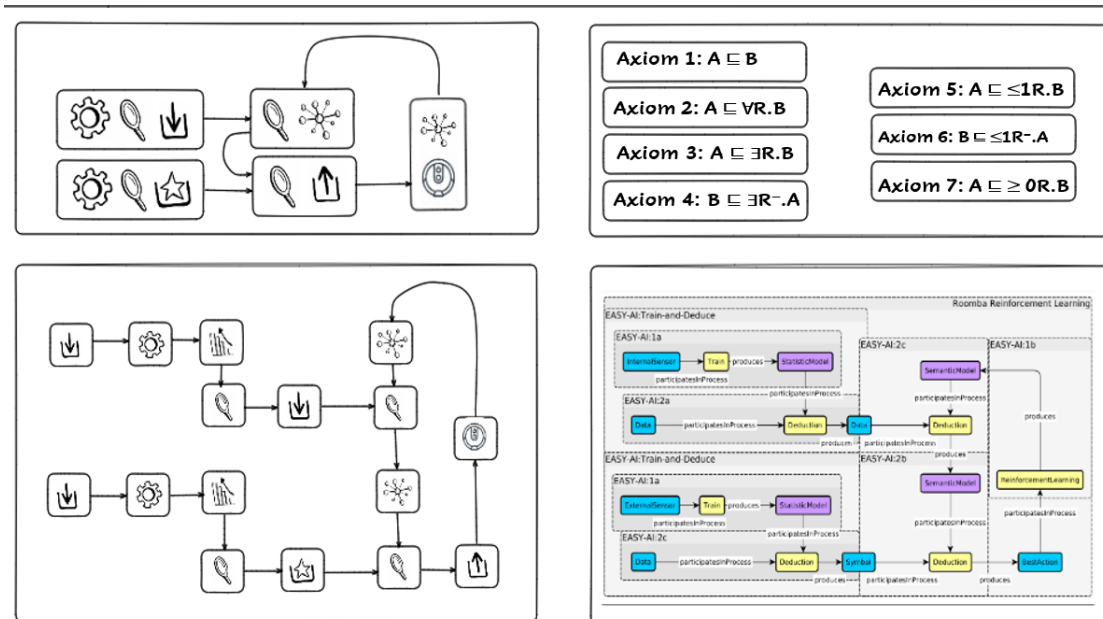 Axiom 1: A ⊑ B
Axiom 2: A ⊑ ∀R.B
Axiom 3: A ⊑ ∃R.B
Axiom 4: B ⊑ ∃R⁻.A
Axiom 5: A ⊑ ≤1R.B
Axiom 6: B ⊑ ≤1R⁻.A
Axiom 7: A ⊑ ≥ 0R.B
Roomba Reinforcement Learning
EASY-AI:Train-and-Deduce
EASY-AI:1a
InternalSensor Train produces StatisticModel
participatesInProcess
participatesInProcess
EASY-AI:2a
Data participatesInProcess Deduction Data
produces participatesInProcess
EASY-AI:2c
SemanticModel
participatesInProcess
Deduction
produces
EASY-AI:1b
produces
ReinforcementLearning
participatesInProcess
EASY-AI:Train-and-Deduce
EASY-AI:1a
ExternalSensor Train produces StatisticModel
participatesInProcess
participatesInProcess
EASY-AI:2c
Data participatesInProcess Deduction Symbol
produces participatesInProcess
EASY-AI:2b
SemanticModel
participatesInProcess
Deduction BestAction
produces